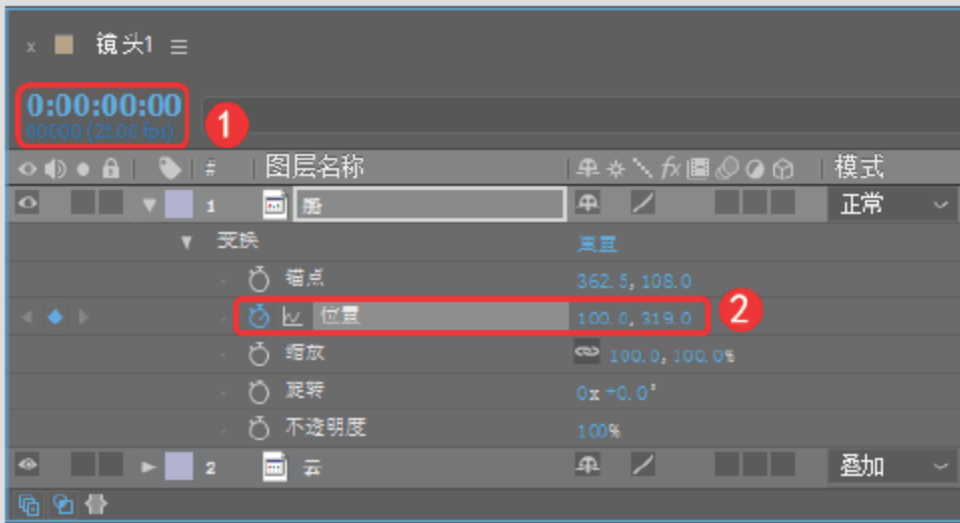 镜头1
0:00:00:00
00000 (25.00 fps)
1
# 图层名称 fx 模式
1 船 正常
变换 重置
锚点 362.5, 108.0
位置 100.0, 319.0
2
缩放 100.0, 100.0%
旋转 0x +0.0°
不透明度 100%
2 云 叠加